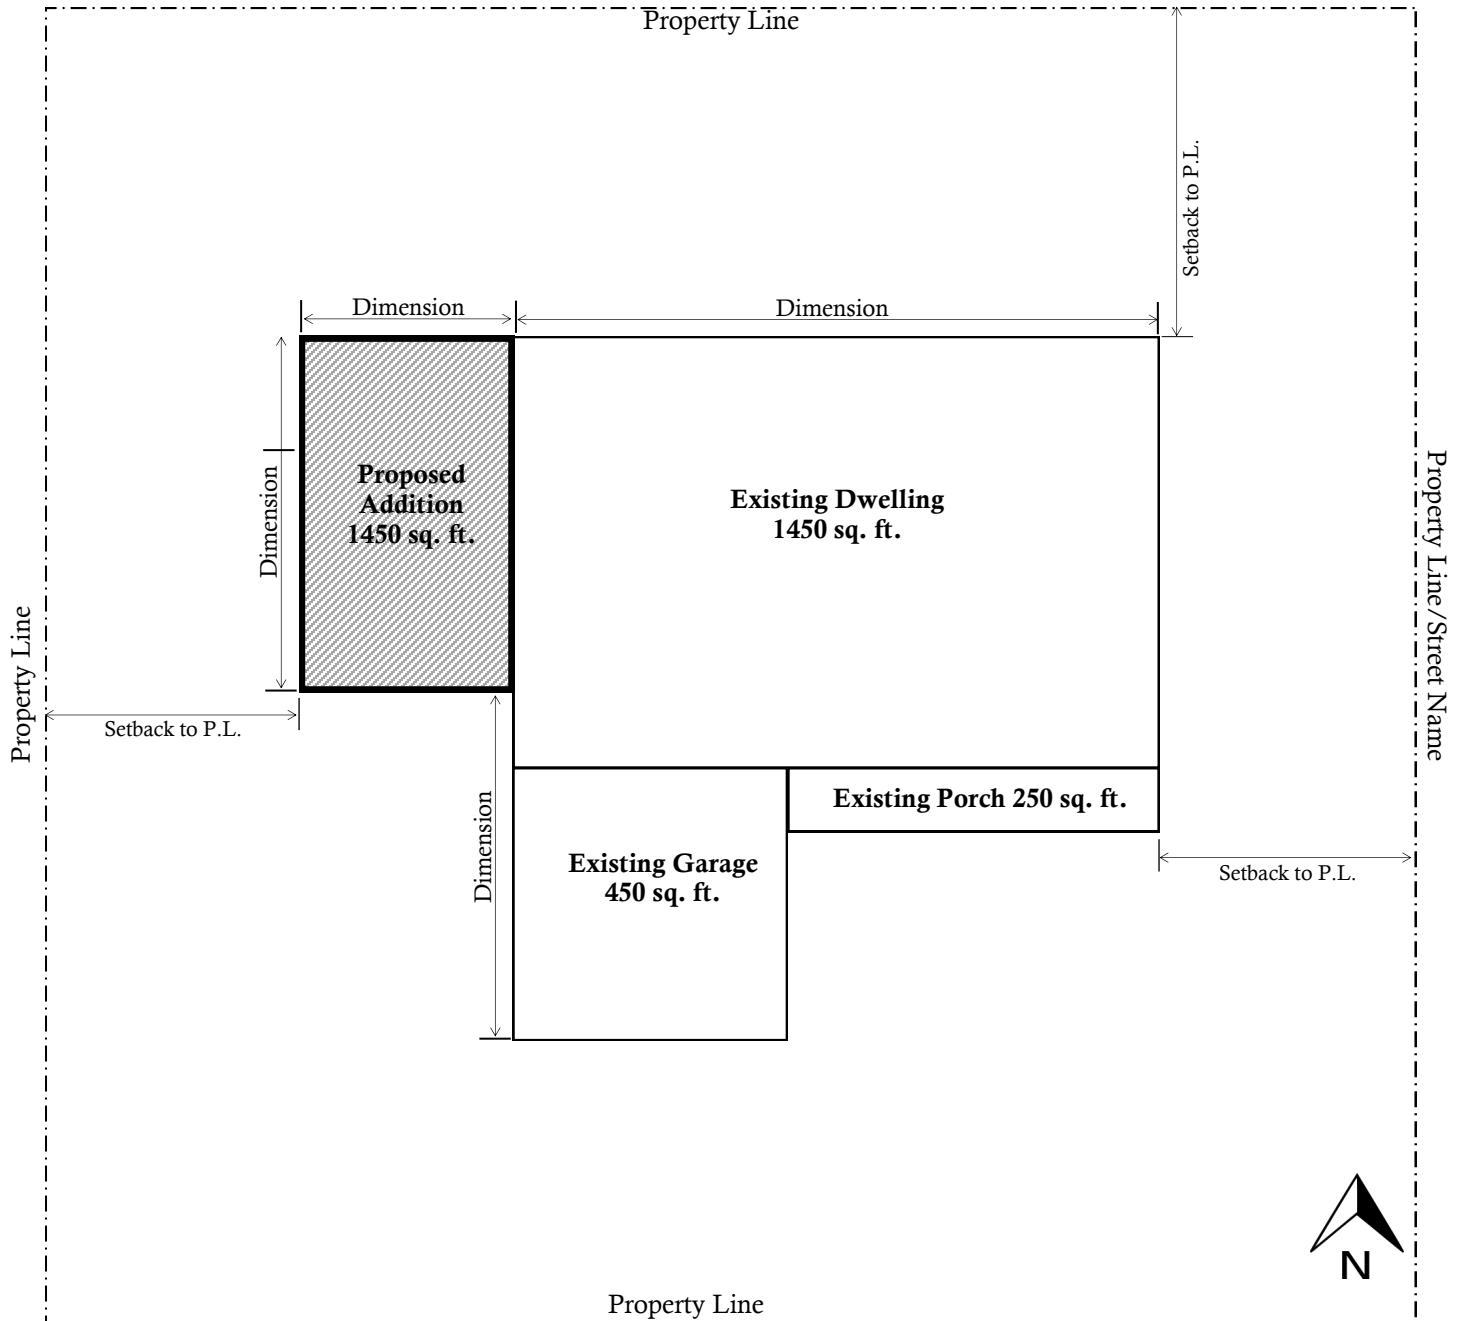 Property Line
Setback to P.L.
Dimension
Dimension
Proposed
Addition
1450 sq. ft.
Existing Dwelling
1450 sq. ft.
Dimension
Property Line/Street Name
Property Line
Setback to P.L.
Existing Porch 250 sq. ft.
Dimension
Existing Garage
450 sq. ft.
Setback to P.L.
N
Property Line